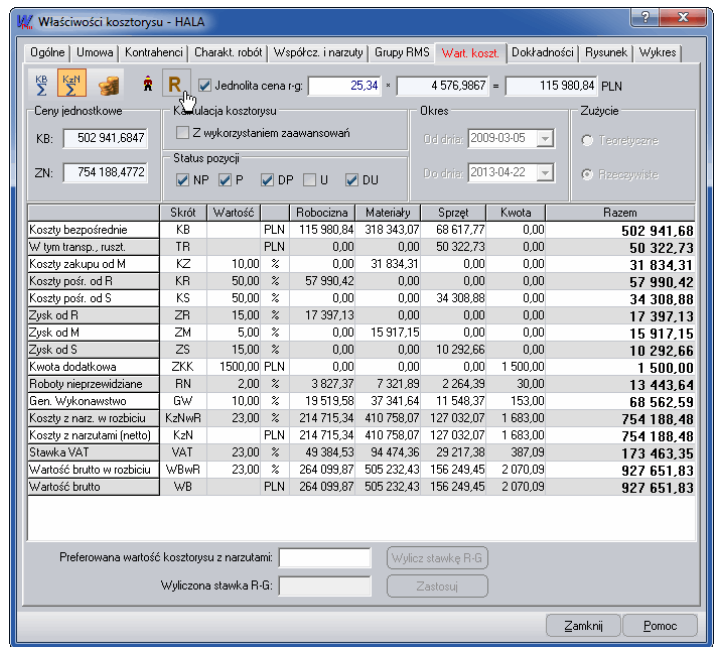 Właściwości kosztorysu - HALA
Ogólne Umowa Kontrahenci Charakt. robót Współcz. i narzuty Grupy RMS Wart. koszt. Dokładności Rysunek Wykres
KB KzN R Jednolita cena r-g: 25,34 * 4 576,9867 = 115 980,84 PLN
Ceny jednostkowe Kalkulacja kosztorysu Okres Zużycie
KB: 502 941,6847 Z wykorzystaniem zaawansowań Od dnia: 2009-03-05 Teoretyczne
Status pozycji
ZN: 754 188,4772 NP P DP U DU Do dnia: 2013-04-22 Rzeczywiste
Skrót Wartość Robocizna Materiały Sprzęt Kwota Razem
Koszty bezpośrednie KB PLN 115 980,84 318 343,07 68 617,77 0,00 502 941,68
W tym transp., ruszt. TR PLN 0,00 0,00 50 322,73 0,00 50 322,73
Koszty zakupu od M KZ 10,00 % 0,00 31 834,31 0,00 0,00 31 834,31
Koszty pośr. od R KR 50,00 % 57 990,42 0,00 0,00 0,00 57 990,42
Koszty pośr. od S KS 50,00 % 0,00 0,00 34 308,88 0,00 34 308,88
Zysk od R ZR 15,00 % 17 397,13 0,00 0,00 0,00 17 397,13
Zysk od M ZM 5,00 % 0,00 15 917,15 0,00 0,00 15 917,15
Zysk od S ZS 15,00 % 0,00 0,00 10 292,66 0,00 10 292,66
Kwota dodatkowa ZKK 1500,00 PLN 0,00 0,00 0,00 1 500,00 1 500,00
Roboty nieprzewidziane RN 2,00 % 3 827,37 7 321,89 2 264,39 30,00 13 443,64
Gen. Wykonawstwo GW 10,00 % 19 519,58 37 341,64 11 548,37 153,00 68 562,59
Koszty z narz. w rozbiciu KzNwR 23,00 % 214 715,34 410 758,07 127 032,07 1 683,00 754 188,48
Koszty z narzutami (netto) KzN PLN 214 715,34 410 758,07 127 032,07 1 683,00 754 188,48
Stawka VAT VAT 23,00 % 49 384,53 94 474,36 29 217,38 387,09 173 463,35
Wartość brutto w rozbiciu WBwR 23,00 % 264 099,87 505 232,43 156 249,45 2 070,09 927 651,83
Wartość brutto WB PLN 264 099,87 505 232,43 156 249,45 2 070,09 927 651,83
Preferowana wartość kosztorysu z narzutami: Wylicz stawkę R-G
Wyliczona stawka R-G: Zastosuj
Zamknij Pomoc